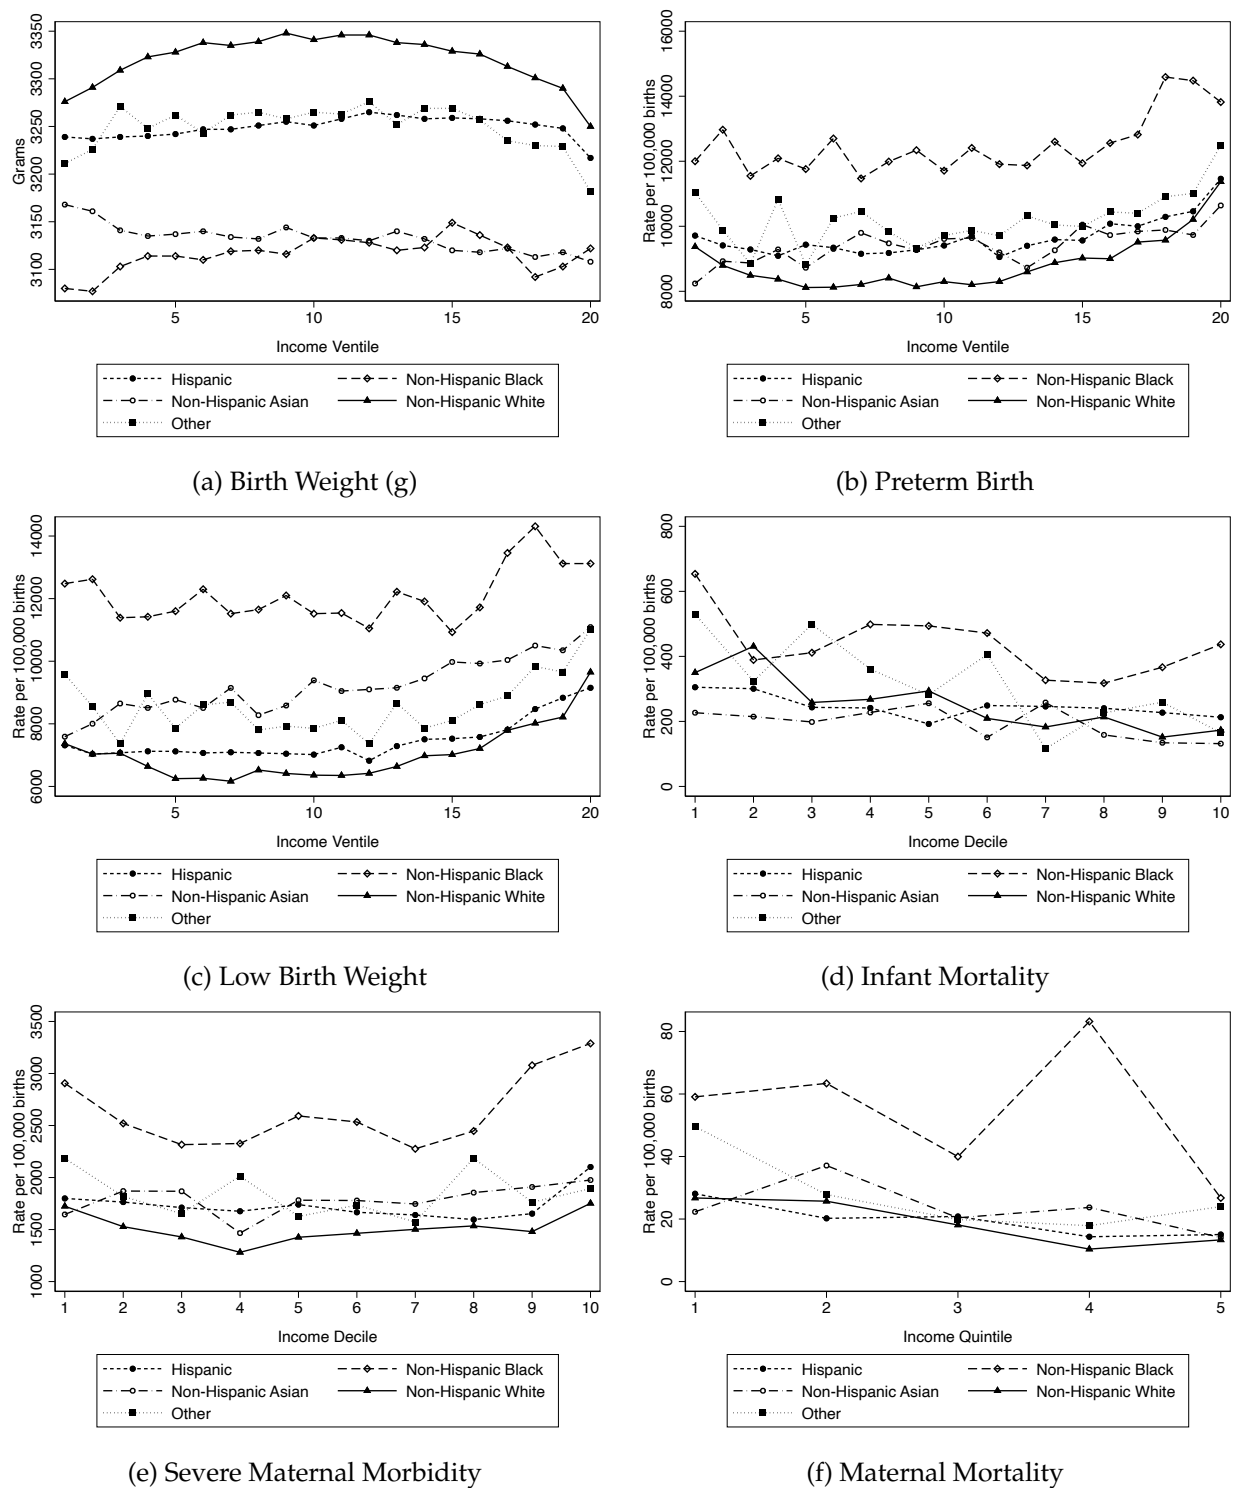 Grams
3100 3150 3200 3250 3300 3350
5 10 15 20
Income Ventile
Hispanic Non-Hispanic Black
Non-Hispanic Asian Non-Hispanic White
Other
(a) Birth Weight (g)
Rate per 100,000 births
8000 10000 12000 14000 16000
5 10 15 20
Income Ventile
Hispanic Non-Hispanic Black
Non-Hispanic Asian Non-Hispanic White
Other
(b) Preterm Birth
Rate per 100,000 births
6000 8000 10000 12000 14000
5 10 15 20
Income Ventile
Hispanic Non-Hispanic Black
Non-Hispanic Asian Non-Hispanic White
Other
(c) Low Birth Weight
Rate per 100,000 births
0 200 400 600 800
1 2 3 4 5 6 7 8 9 10
Income Decile
Hispanic Non-Hispanic Black
Non-Hispanic Asian Non-Hispanic White
Other
(d) Infant Mortality
Rate per 100,000 births
1000 1500 2000 2500 3000 3500
1 2 3 4 5 6 7 8 9 10
Income Decile
Hispanic Non-Hispanic Black
Non-Hispanic Asian Non-Hispanic White
Other
(e) Severe Maternal Morbidity
Rate per 100,000 births
0 20 40 60 80
1 2 3 4 5
Income Quintile
Hispanic Non-Hispanic Black
Non-Hispanic Asian Non-Hispanic White
Other
(f) Maternal Mortality